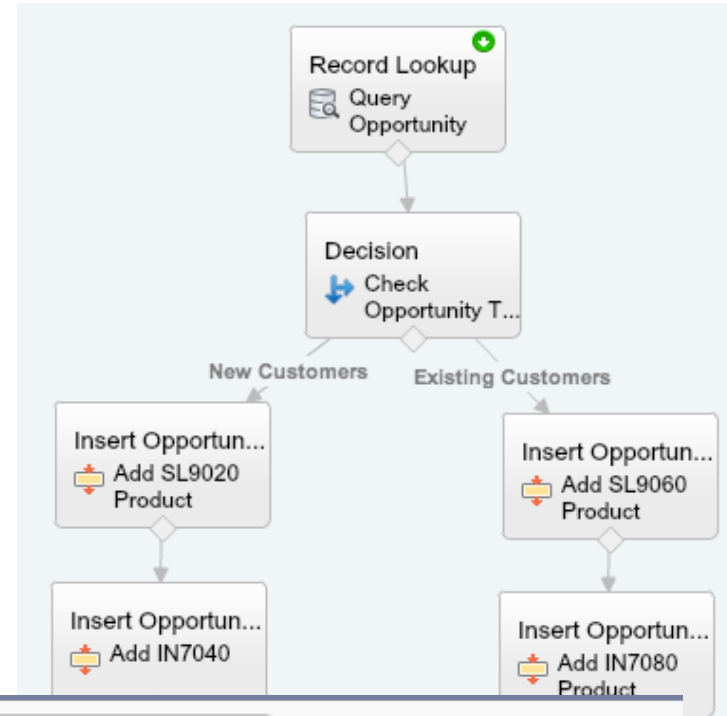 Record Lookup
Query
Opportunity
Decision
Check
Opportunity T...
New Customers
Existing Customers
Insert Opportun...
Add SL9020
Product
Insert Opportun...
Add SL9060
Product
Insert Opportun...
Add IN7040
Insert Opportun...
Add IN7080
Product